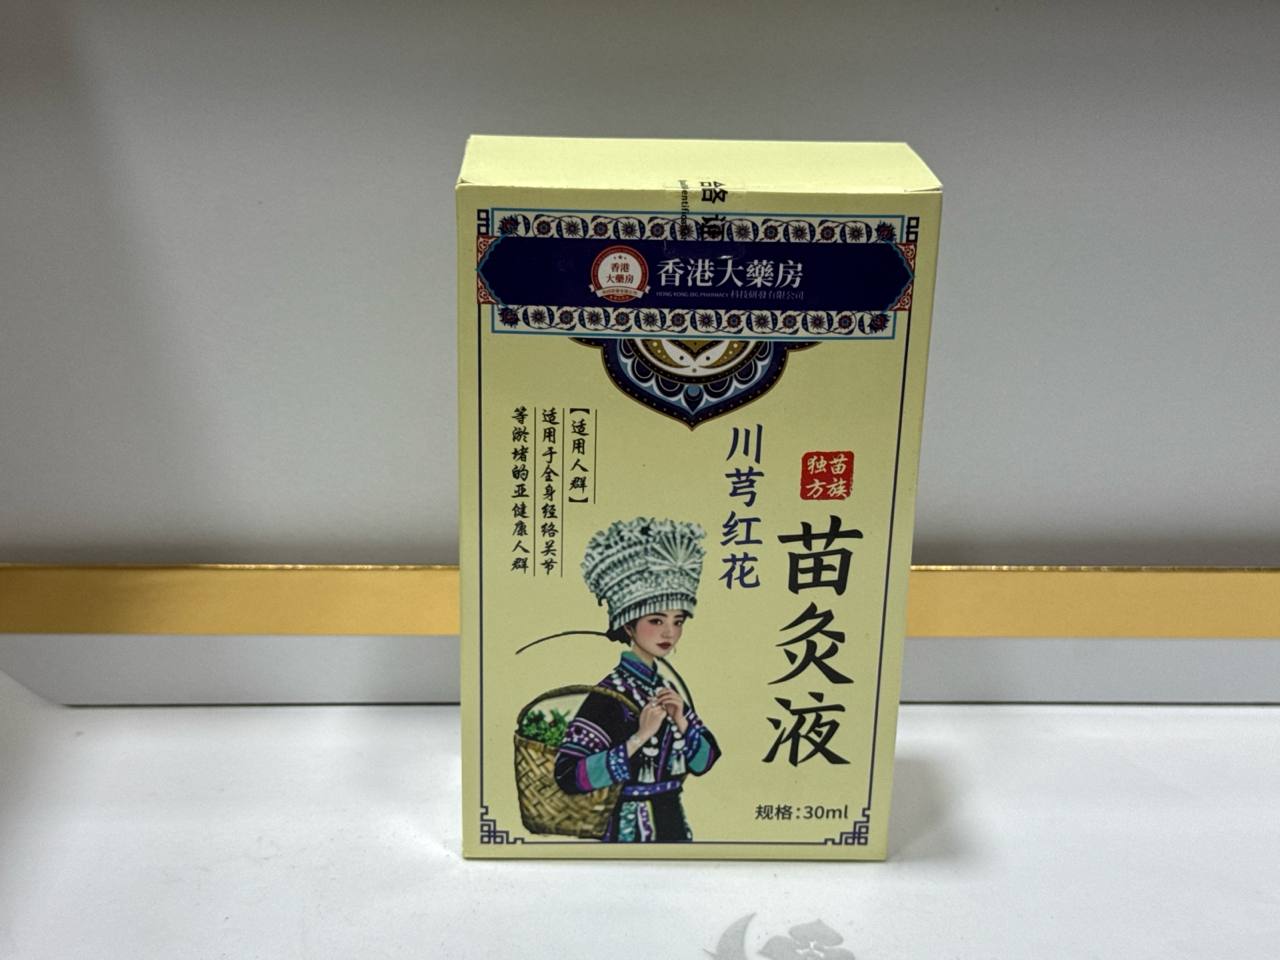 香港
大藥房
香港大藥房
HONG KONG BIG PHARMACY 科技研發有限公司
苗族
独方
苗灸液
川芎红花
【适用人群】
适用于全身经络关节
等淤堵的亚健康人群
规格:30ml